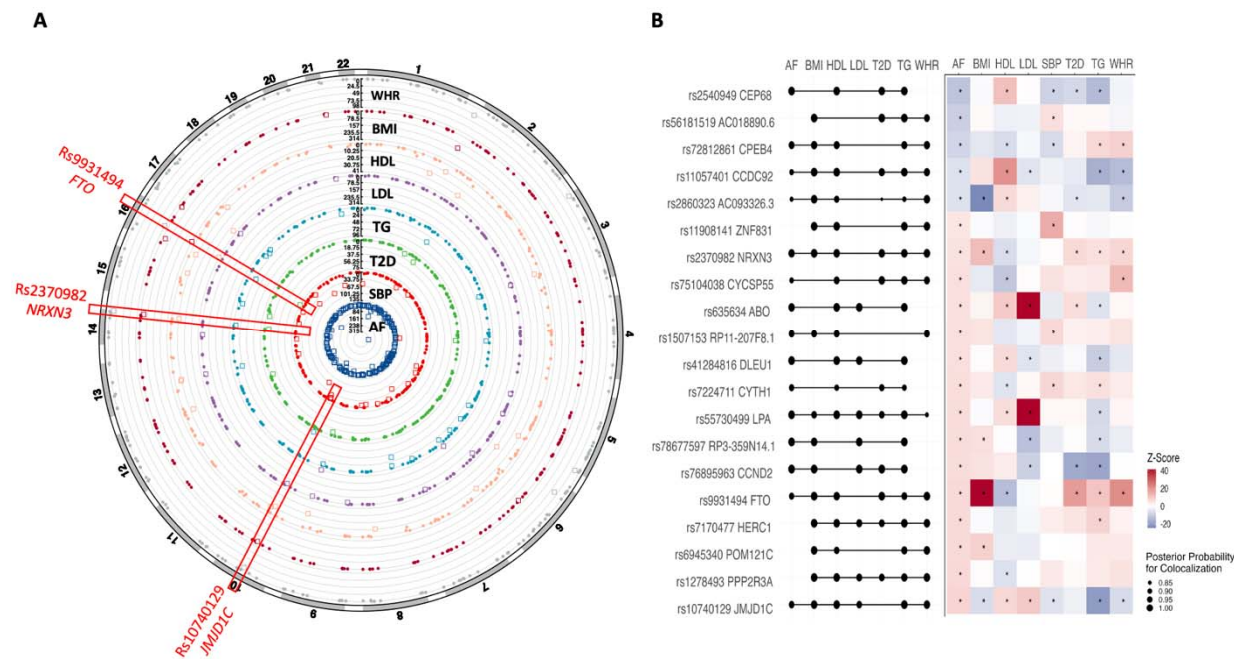 A
B
22
1
2
3
4
5
6
7
8
9
10
11
12
13
14
15
16
17
18
19
20
21
WHR
BMI
HDL
LDL
TG
T2D
SBP
AF
Rs9931494
FTO
Rs2370982
NRXN3
Rs10740129
JMJD1C
AF BMI HDL LDL T2D TG WHR
AF BMI HDL LDL SBP T2D TG WHR
rs2540949 CEP68
rs56181519 AC018890.6
rs72812861 CPEB4
rs11057401 CCDC92
rs2860323 AC093326.3
rs11908141 ZNF831
rs2370982 NRXN3
rs75104038 CYCSP55
rs635634 ABO
rs1507153 RP11-207F8.1
rs41284816 DLEU1
rs7224711 CYTH1
rs55730499 LPA
rs78677597 RP3-359N14.1
rs76895963 CCND2
rs9931494 FTO
rs7170477 HERC1
rs6945340 POM121C
rs1278493 PPP2R3A
rs10740129 JMJD1C
Z-Score
40
20
0
-20
Posterior Probability
for Colocalization
0.85
0.90
0.95
1.00